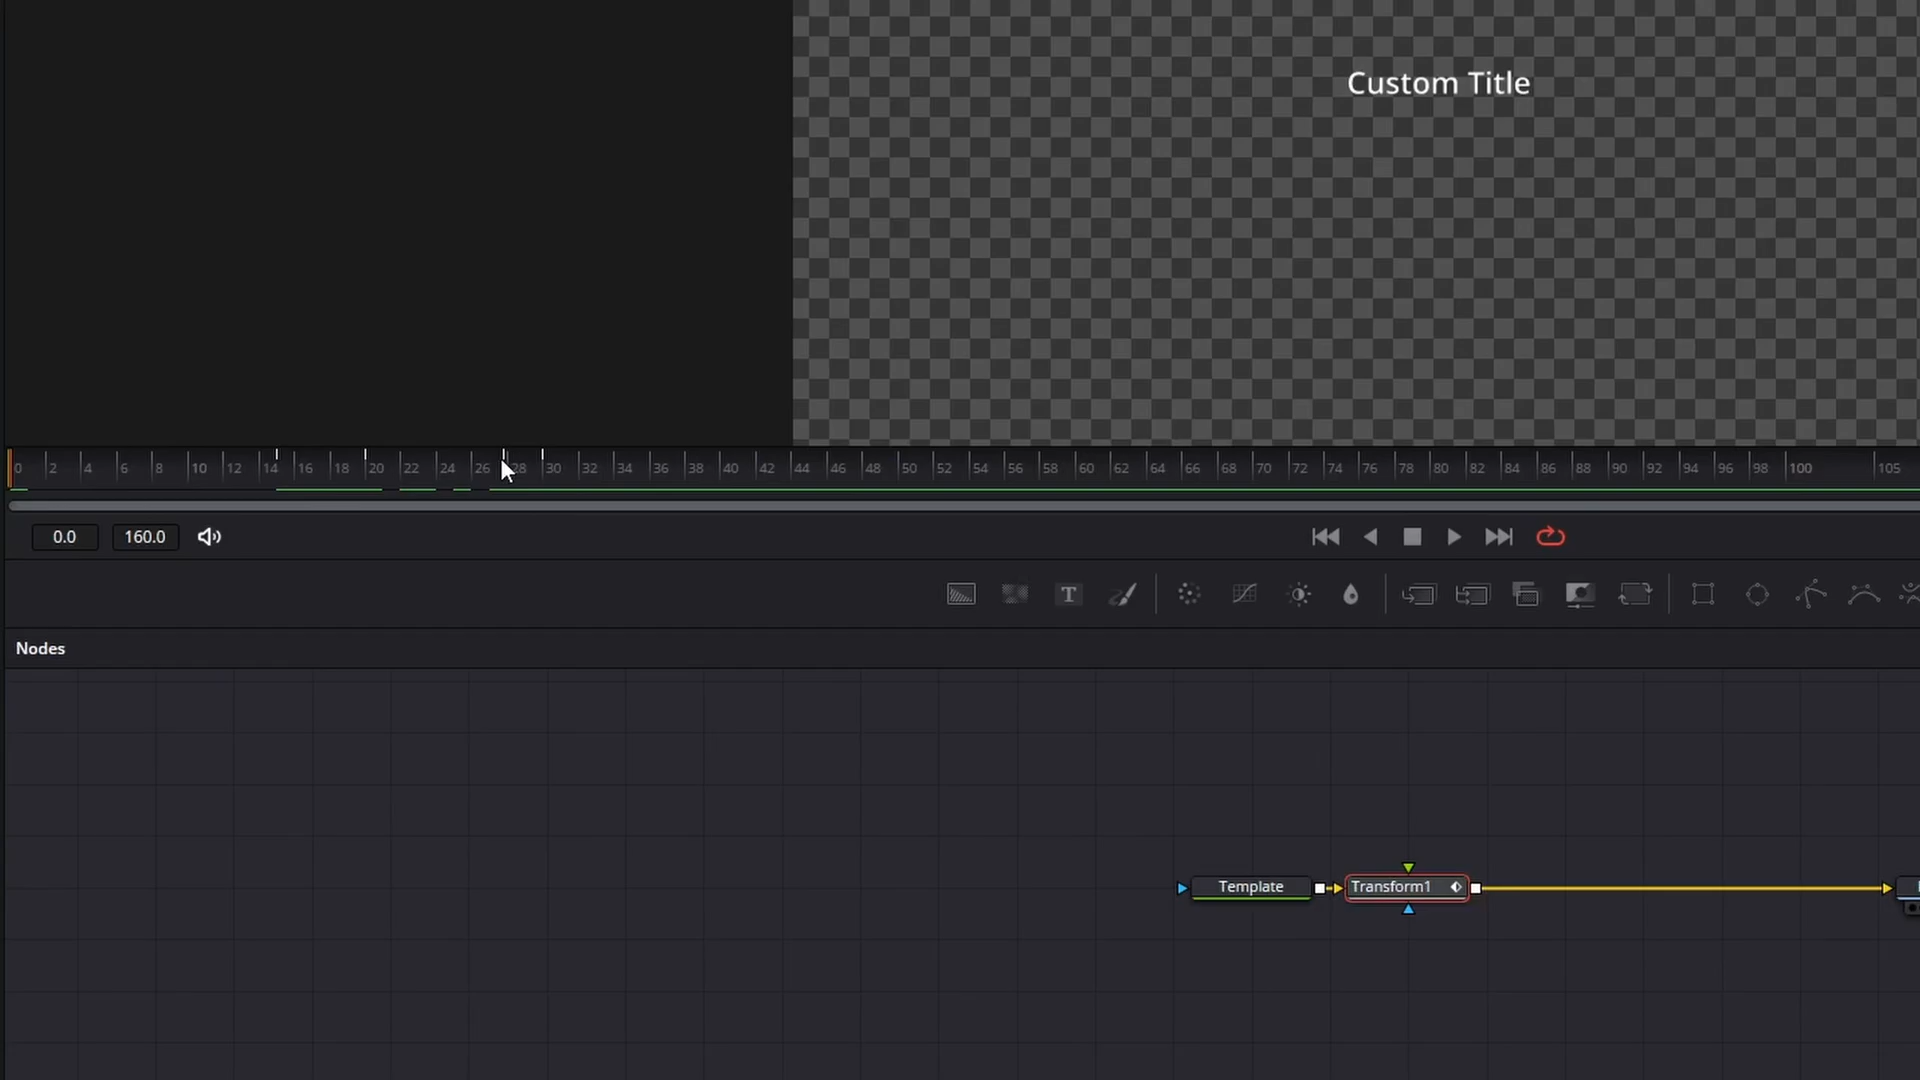 Custom Title
0 2 4 6 8 10 12 14 16 18 20 22 24 26 28 30 32 34 36 38 40 42 44 46 48 50 52 54 56 58 60 62 64 66 68 70 72 74 76 78 80 82 84 86 88 90 92 94 96 98 100 105
0.0 160.0
T
Nodes
Template Transform1